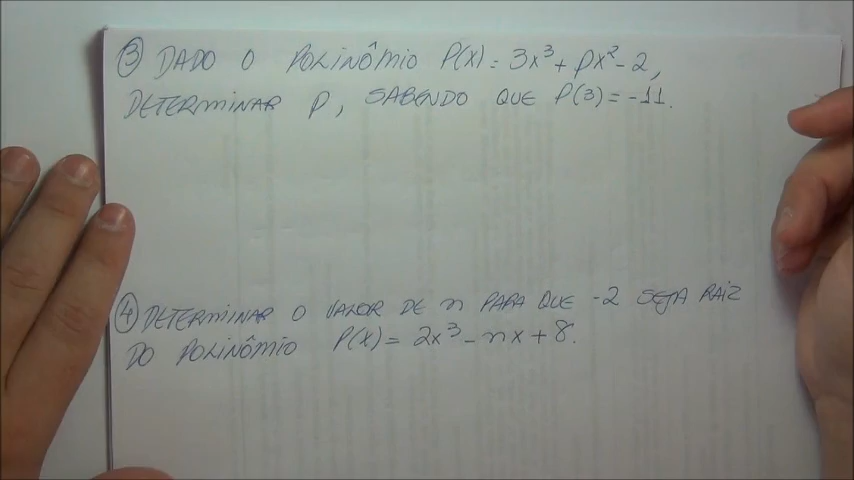 ③ DADO O POLINÔMIO P(X) = 3x³ + px² - 2,
DETERMINAR P, SABENDO QUE P(3) = -11.
④ DETERMINAR O VALOR DE n PARA QUE -2 SEJA RAIZ
DO POLINÔMIO P(X) = 2x³ - nx + 8.